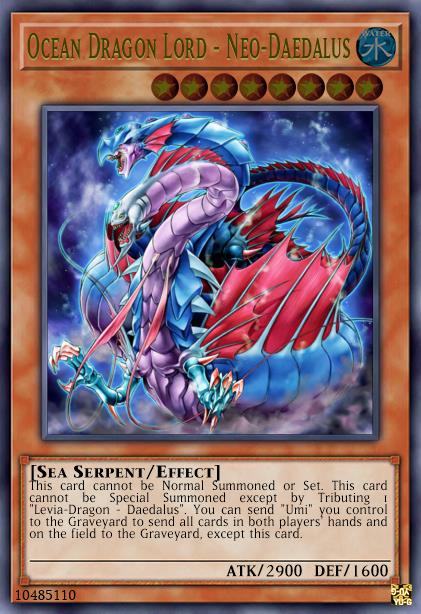 OCEAN DRAGON LORD - NEO-DAEDALUS
WATER
水
[SEA SERPENT/EFFECT]
This card cannot be Normal Summoned or Set. This card
cannot be Special Summoned except by Tributing 1
"Levia-Dragon - Daedalus". You can send "Umi" you control
to the Graveyard to send all cards in both players' hands and
on the field to the Graveyard, except this card.
ATK/2900 DEF/1600
10485110